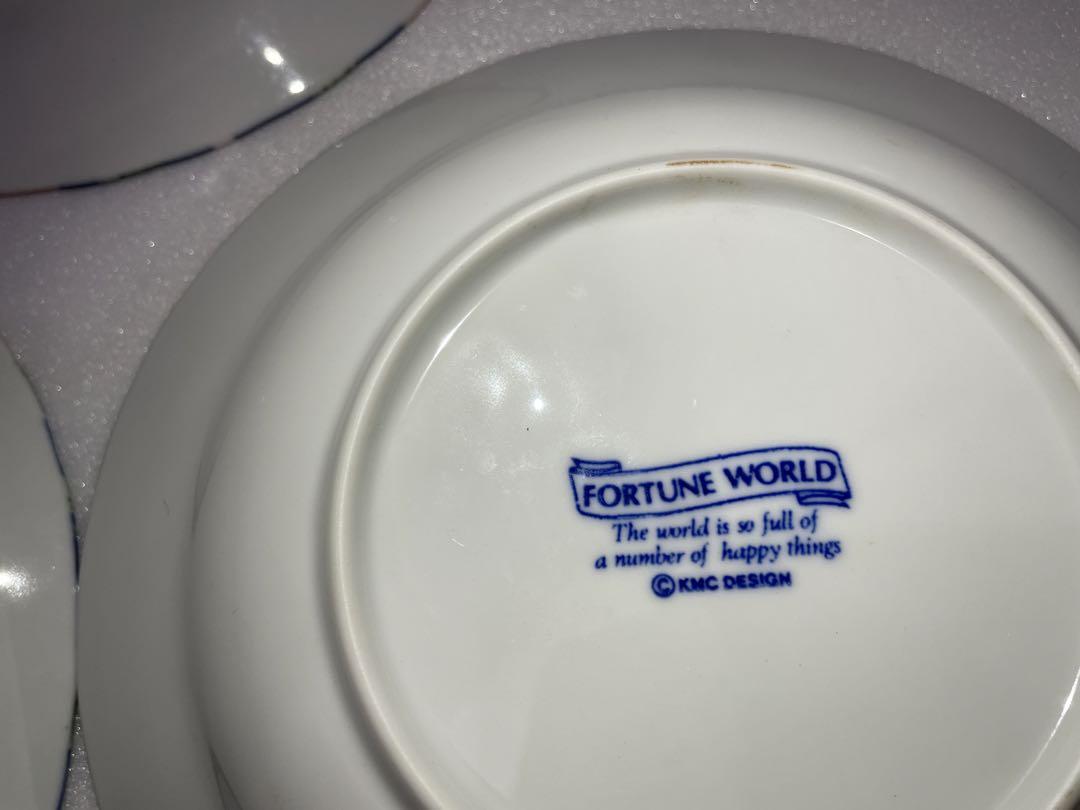 FORTUNE WORLD
The world is so full of
a number of happy things
©KMC DESIGN